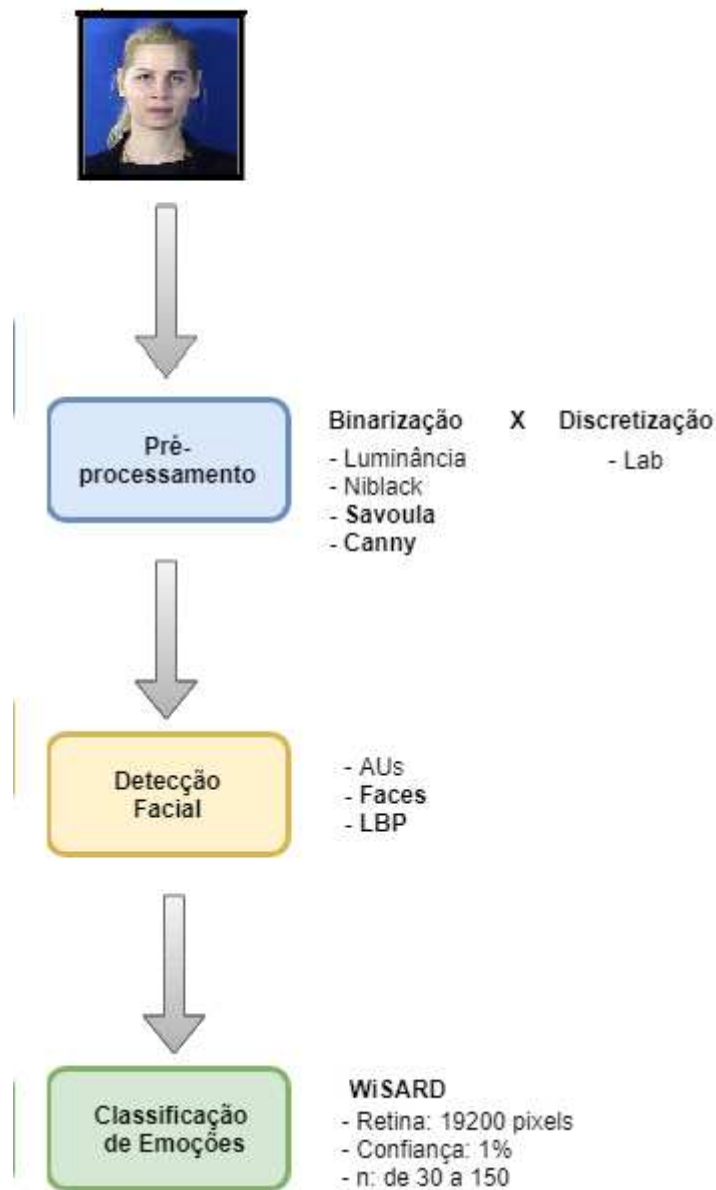 Pré-
processamento
Binarização X Discretização
- Luminância
- Niblack
- Savoula
- Canny
- Lab
Detecção
Facial
- AUs
- Faces
- LBP
Classificação
de Emoções
WiSARD
- Retina: 19200 pixels
- Confiança: 1%
- n: de 30 a 150